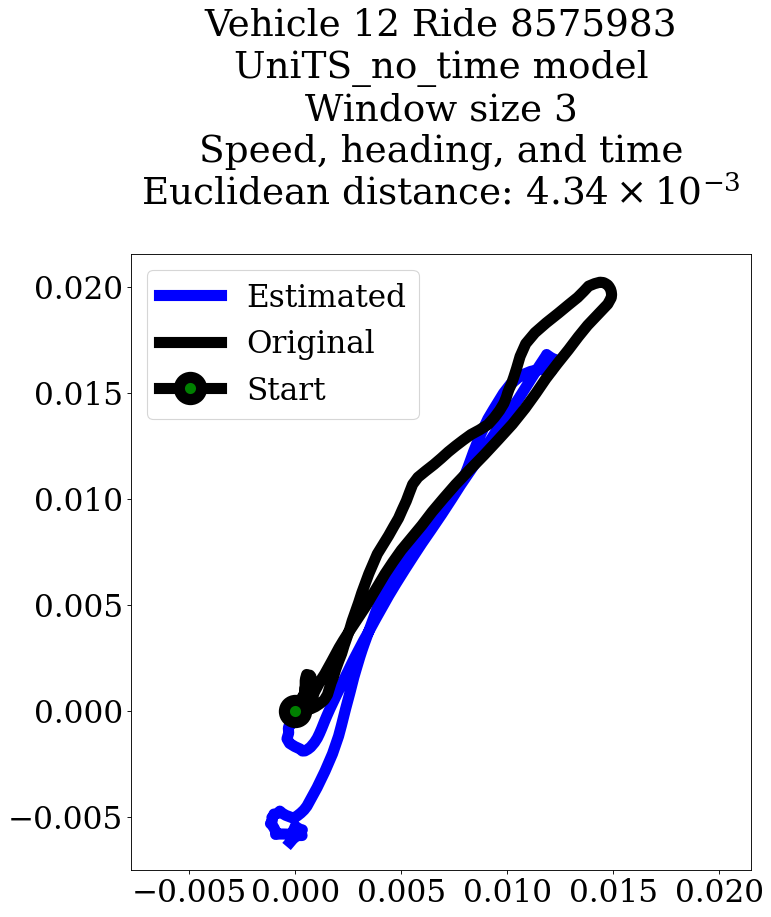 Vehicle 12 Ride 8575983
UniTS_no_time model
Window size 3
Speed, heading, and time
Euclidean distance: 4.34 × 10⁻³
Estimated
Original
Start
0.020
0.015
0.010
0.005
0.000
−0.005
−0.005 0.000 0.005 0.010 0.015 0.020